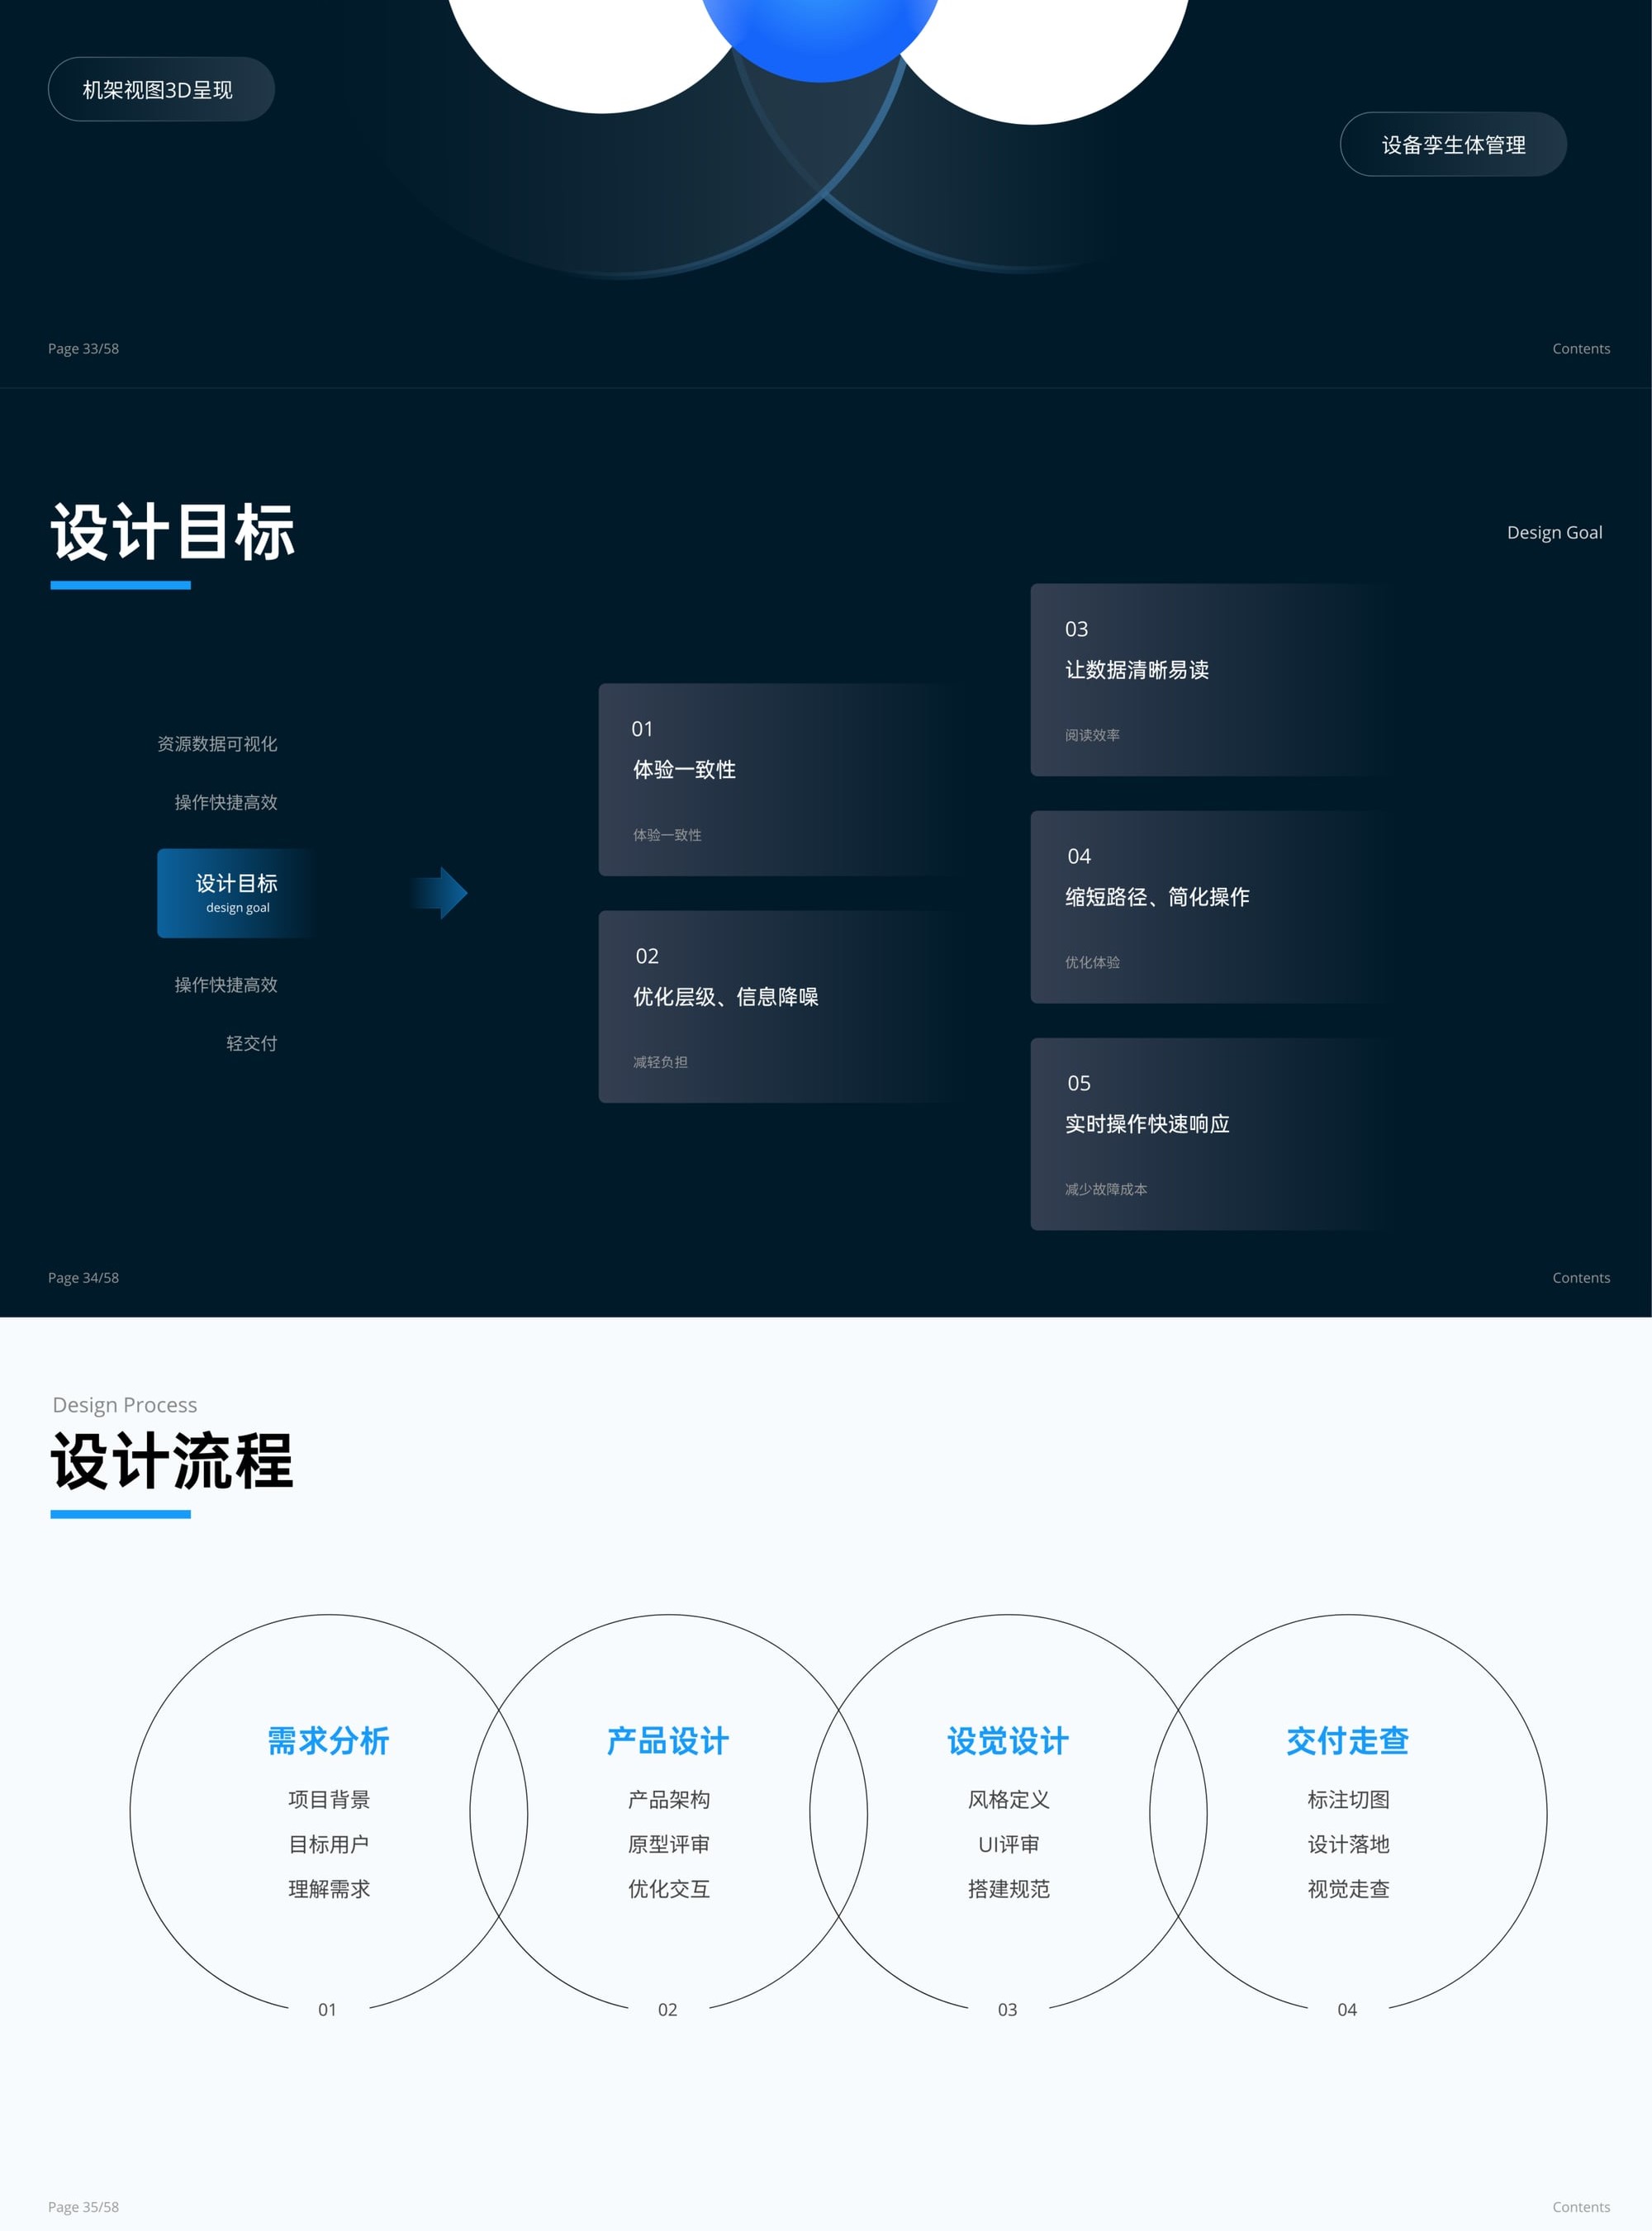 机架视图3D呈现
设备孪生体管理
Page 33/58
Contents
设计目标
Design Goal
资源数据可视化
操作快捷高效
设计目标
design goal
操作快捷高效
轻交付
01
体验一致性
体验一致性
02
优化层级、信息降噪
减轻负担
03
让数据清晰易读
阅读效率
04
缩短路径、简化操作
优化体验
05
实时操作快速响应
减少故障成本
Page 34/58
Contents
Design Process
设计流程
需求分析
项目背景
目标用户
理解需求
01
产品设计
产品架构
原型评审
优化交互
02
设觉设计
风格定义
UI评审
搭建规范
03
交付走查
标注切图
设计落地
视觉走查
04
Page 35/58
Contents